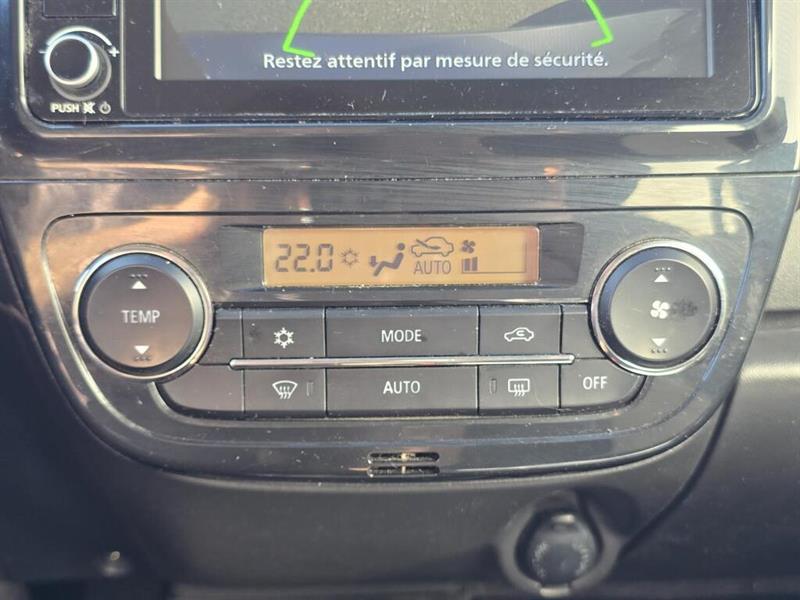 Restez attentif par mesure de sécurité.
PUSH
22.0 AUTO
TEMP
MODE
AUTO
OFF